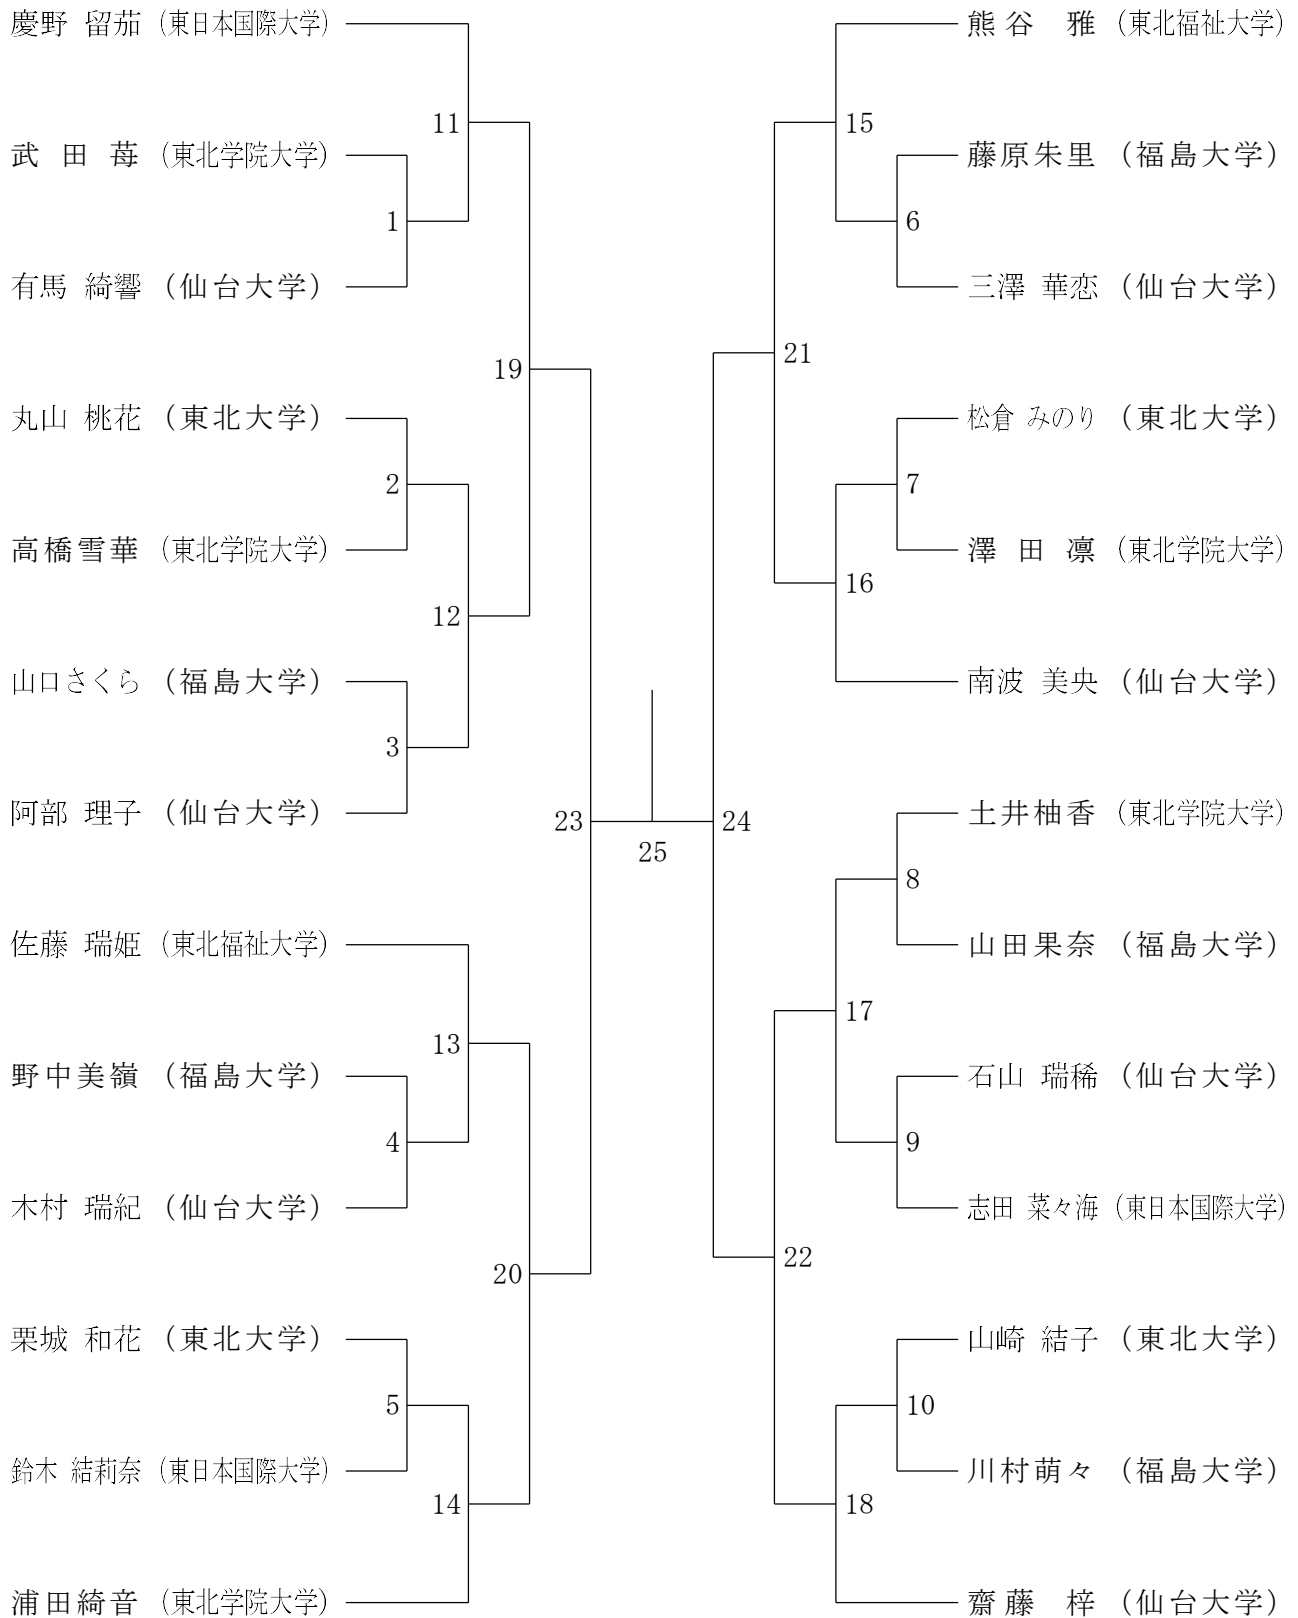 慶野 留茄 (東日本国際大学)
11
武田 苺 (東北学院大学)
1
有馬 綺響 (仙台大学)
19
丸山 桃花 (東北大学)
2
高橋雪華 (東北学院大学)
12
山口さくら (福島大学)
3
阿部 理子 (仙台大学)
23
佐藤 瑞姫 (東北福祉大学)
13
野中美嶺 (福島大学)
4
木村 瑞紀 (仙台大学)
20
栗城 和花 (東北大学)
5
鈴木 結莉奈 (東日本国際大学)
14
浦田綺音 (東北学院大学)
25
熊谷 雅 (東北福祉大学)
15
藤原朱里 (福島大学)
6
三澤 華恋 (仙台大学)
21
松倉 みのり (東北大学)
7
澤田 凛 (東北学院大学)
16
南波 美央 (仙台大学)
24
土井柚香 (東北学院大学)
8
山田果奈 (福島大学)
17
石山 瑞稀 (仙台大学)
9
志田 菜々海 (東日本国際大学)
22
山崎 結子 (東北大学)
10
川村萌々 (福島大学)
18
齋藤 梓 (仙台大学)